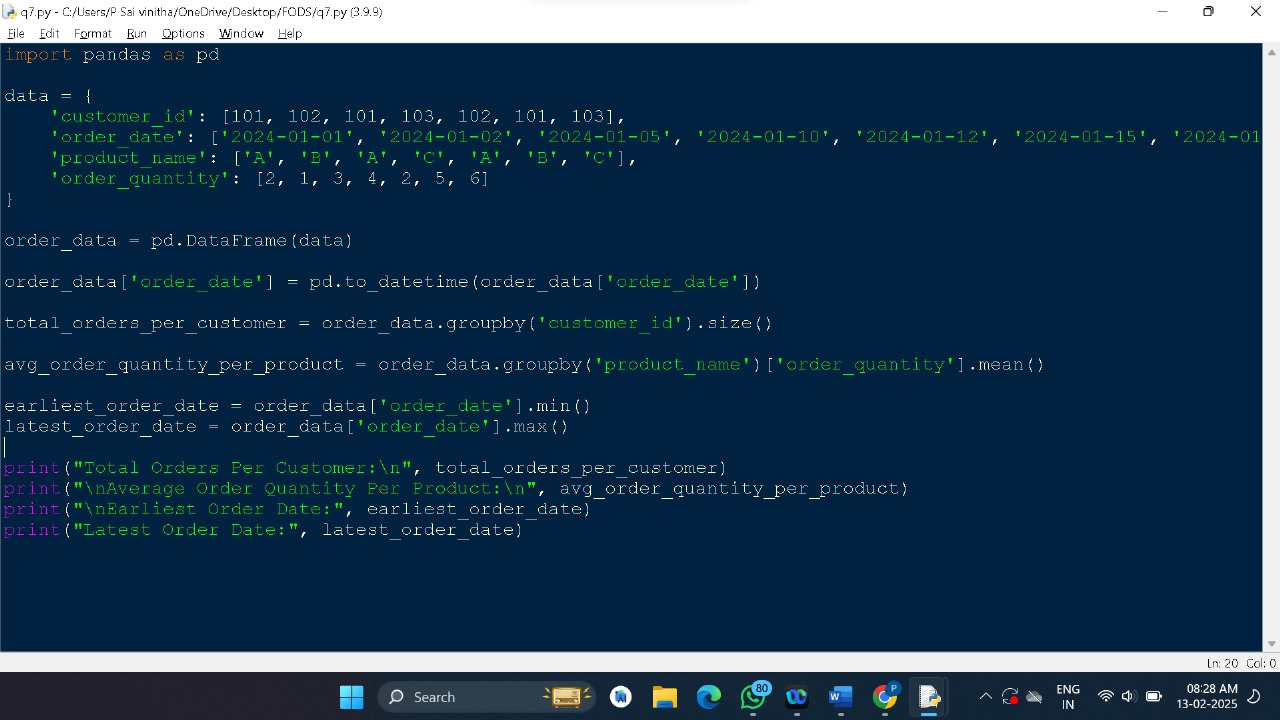 q7.py - C:/Users/P Sai vinitha/OneDrive/Desktop/FODS/q7.py (3.9.9)
File Edit Format Run Options Window Help
import pandas as pd
data = {
    'customer_id': [101, 102, 101, 103, 102, 101, 103],
    'order_date': ['2024-01-01', '2024-01-02', '2024-01-05', '2024-01-10', '2024-01-12', '2024-01-15', '2024-01
    'product_name': ['A', 'B', 'A', 'C', 'A', 'B', 'C'],
    'order_quantity': [2, 1, 3, 4, 2, 5, 6]
}
order_data = pd.DataFrame(data)
order_data['order_date'] = pd.to_datetime(order_data['order_date'])
total_orders_per_customer = order_data.groupby('customer_id').size()
avg_order_quantity_per_product = order_data.groupby('product_name')['order_quantity'].mean()
earliest_order_date = order_data['order_date'].min()
latest_order_date = order_data['order_date'].max()
print("Total Orders Per Customer:\n", total_orders_per_customer)
print("\nAverage Order Quantity Per Product:\n", avg_order_quantity_per_product)
print("\nEarliest Order Date:", earliest_order_date)
print("Latest Order Date:", latest_order_date)
Ln: 20 Col: 0
Search
80
W
P
ENG
IN
08:28 AM
13-02-2025